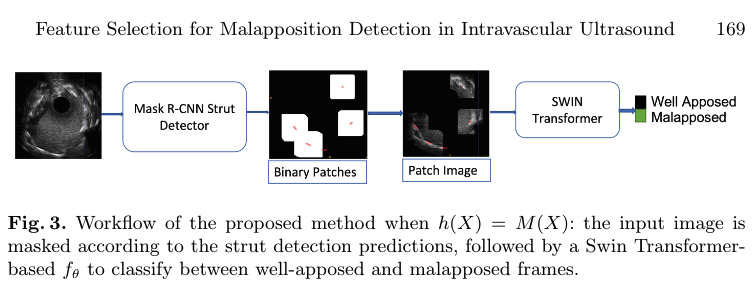 Feature Selection for Malapposition Detection in Intravascular Ultrasound 169
Mask R-CNN Strut
Detector
Binary Patches
Patch Image
SWIN
Transformer
Well Apposed
Malapposed
Fig. 3. Workflow of the proposed method when h(X) = M(X): the input image is
masked according to the strut detection predictions, followed by a Swin Transformer-
based fθ to classify between well-apposed and malapposed frames.